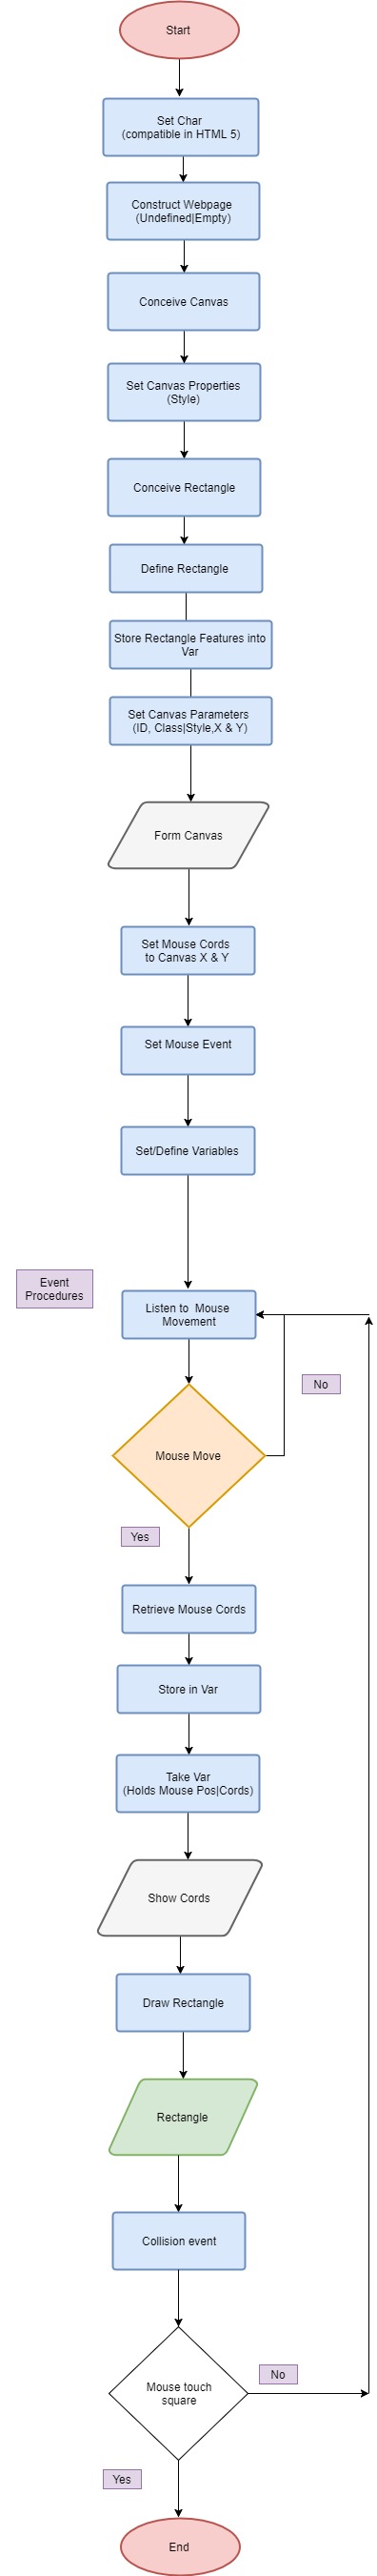 Start
Set Char
(compatible in HTML 5)
Construct Webpage
(Undefined|Empty)
Conceive Canvas
Set Canvas Properties
(Style)
Conceive Rectangle
Define Rectangle
Store Rectangle Features into
Var
Set Canvas Parameters
(ID, Class|Style,X & Y)
Form Canvas
Set Mouse Cords
to Canvas X & Y
Set Mouse Event
Set/Define Variables
Event
Procedures
Listen to Mouse
Movement
No
Mouse Move
Yes
Retrieve Mouse Cords
Store in Var
Take Var
(Holds Mouse Pos|Cords)
Show Cords
Draw Rectangle
Rectangle
Collision event
No
Mouse touch
square
Yes
End